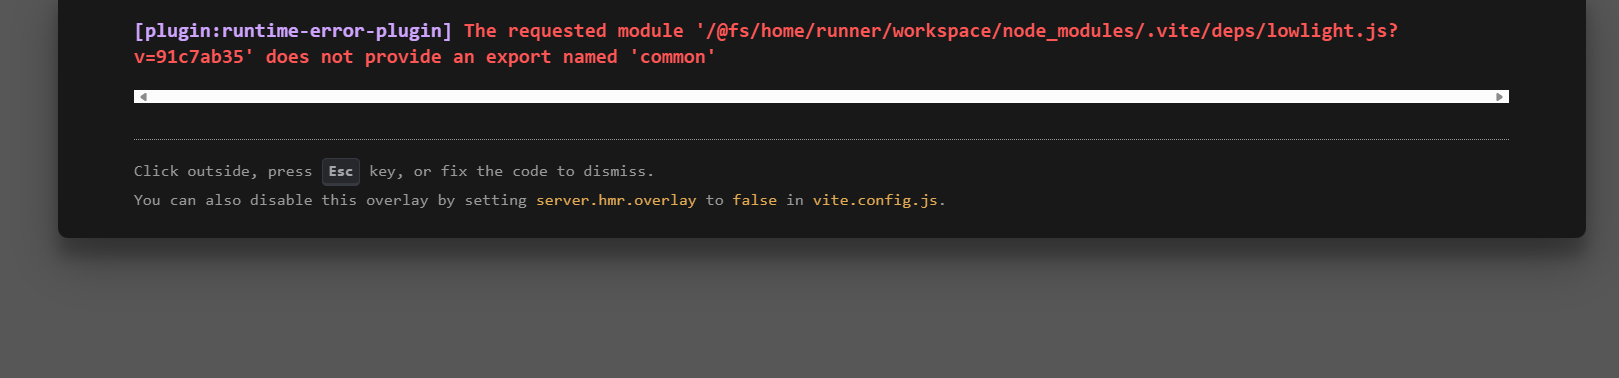 [plugin:runtime-error-plugin] The requested module '/@fs/home/runner/workspace/node_modules/.vite/deps/lowlight.js?
v=91c7ab35' does not provide an export named 'common'
Click outside, press Esc key, or fix the code to dismiss.
You can also disable this overlay by setting server.hmr.overlay to false in vite.config.js.